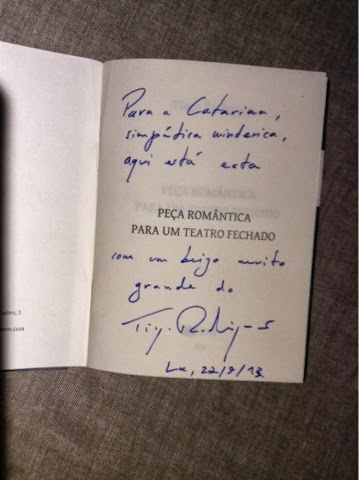 Para a Catarina,
simpática
aqui está esta
PEÇA ROMÂNTICA
PARA UM TEATRO FECHADO
com um beijo muito
grande do
Lx, 22/9/13